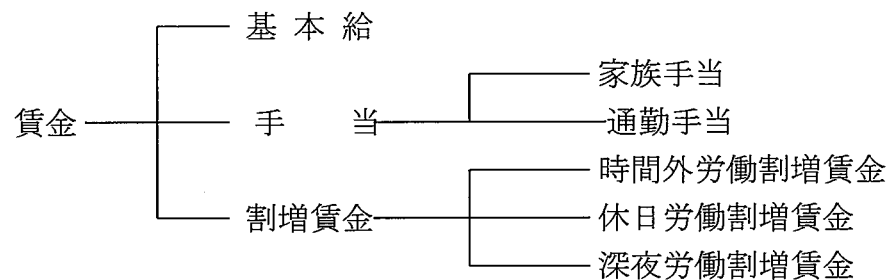 基本給
家族手当
賃金
手当
通勤手当
時間外労働割増賃金
割増賃金
休日労働割増賃金
深夜労働割増賃金